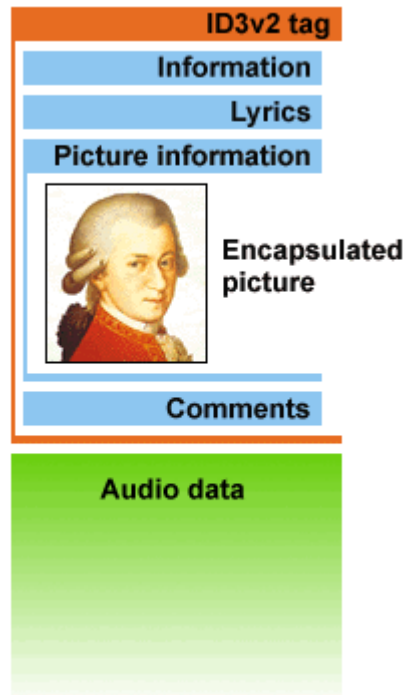 ID3v2 tag
Information
Lyrics
Picture information
Encapsulated
picture
Comments
Audio data